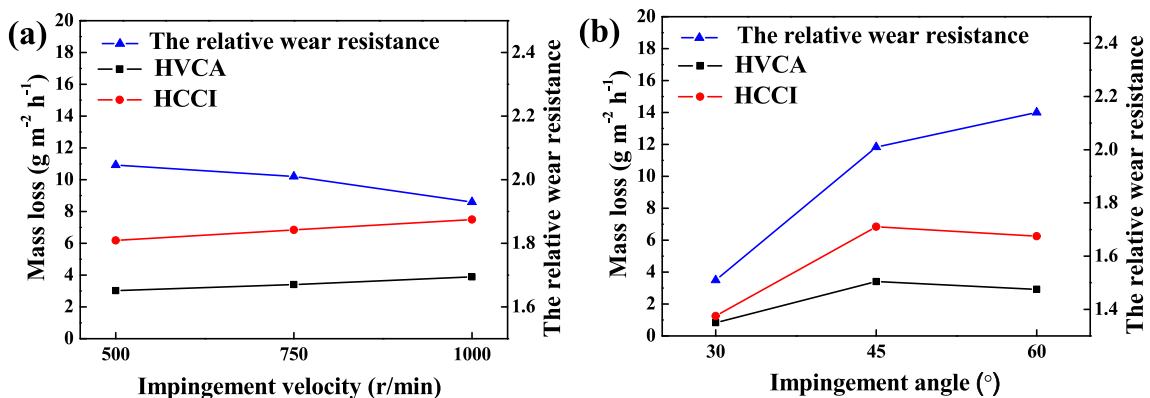 (a)
The relative wear resistance
HVCA
HCCI
Mass loss (g m⁻² h⁻¹)
20
18
16
14
12
10
8
6
4
2
0
2.4
2.2
2.0
1.8
1.6
The relative wear resistance
500
750
1000
Impingement velocity (r/min)
(b)
The relative wear resistance
HVCA
HCCI
Mass loss (g m⁻² h⁻¹)
20
18
16
14
12
10
8
6
4
2
0
2.4
2.2
2.0
1.8
1.6
1.4
The relative wear resistance
30
45
60
Impingement angle (°)